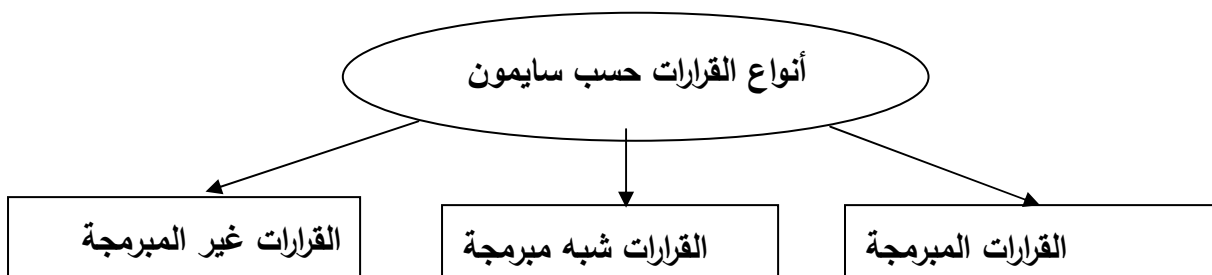 أنواع القرارات حسب سايمون
القرارات المبرمجة
القرارات شبه مبرمجة
القرارات غير المبرمجة